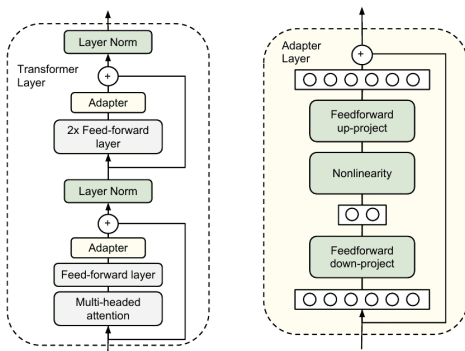 Layer Norm
Transformer
Layer
+
Adapter
2x Feed-forward
layer
Layer Norm
+
Adapter
Feed-forward layer
Multi-headed
attention
Adapter
Layer
+
Feedforward
up-project
Nonlinearity
Feedforward
down-project